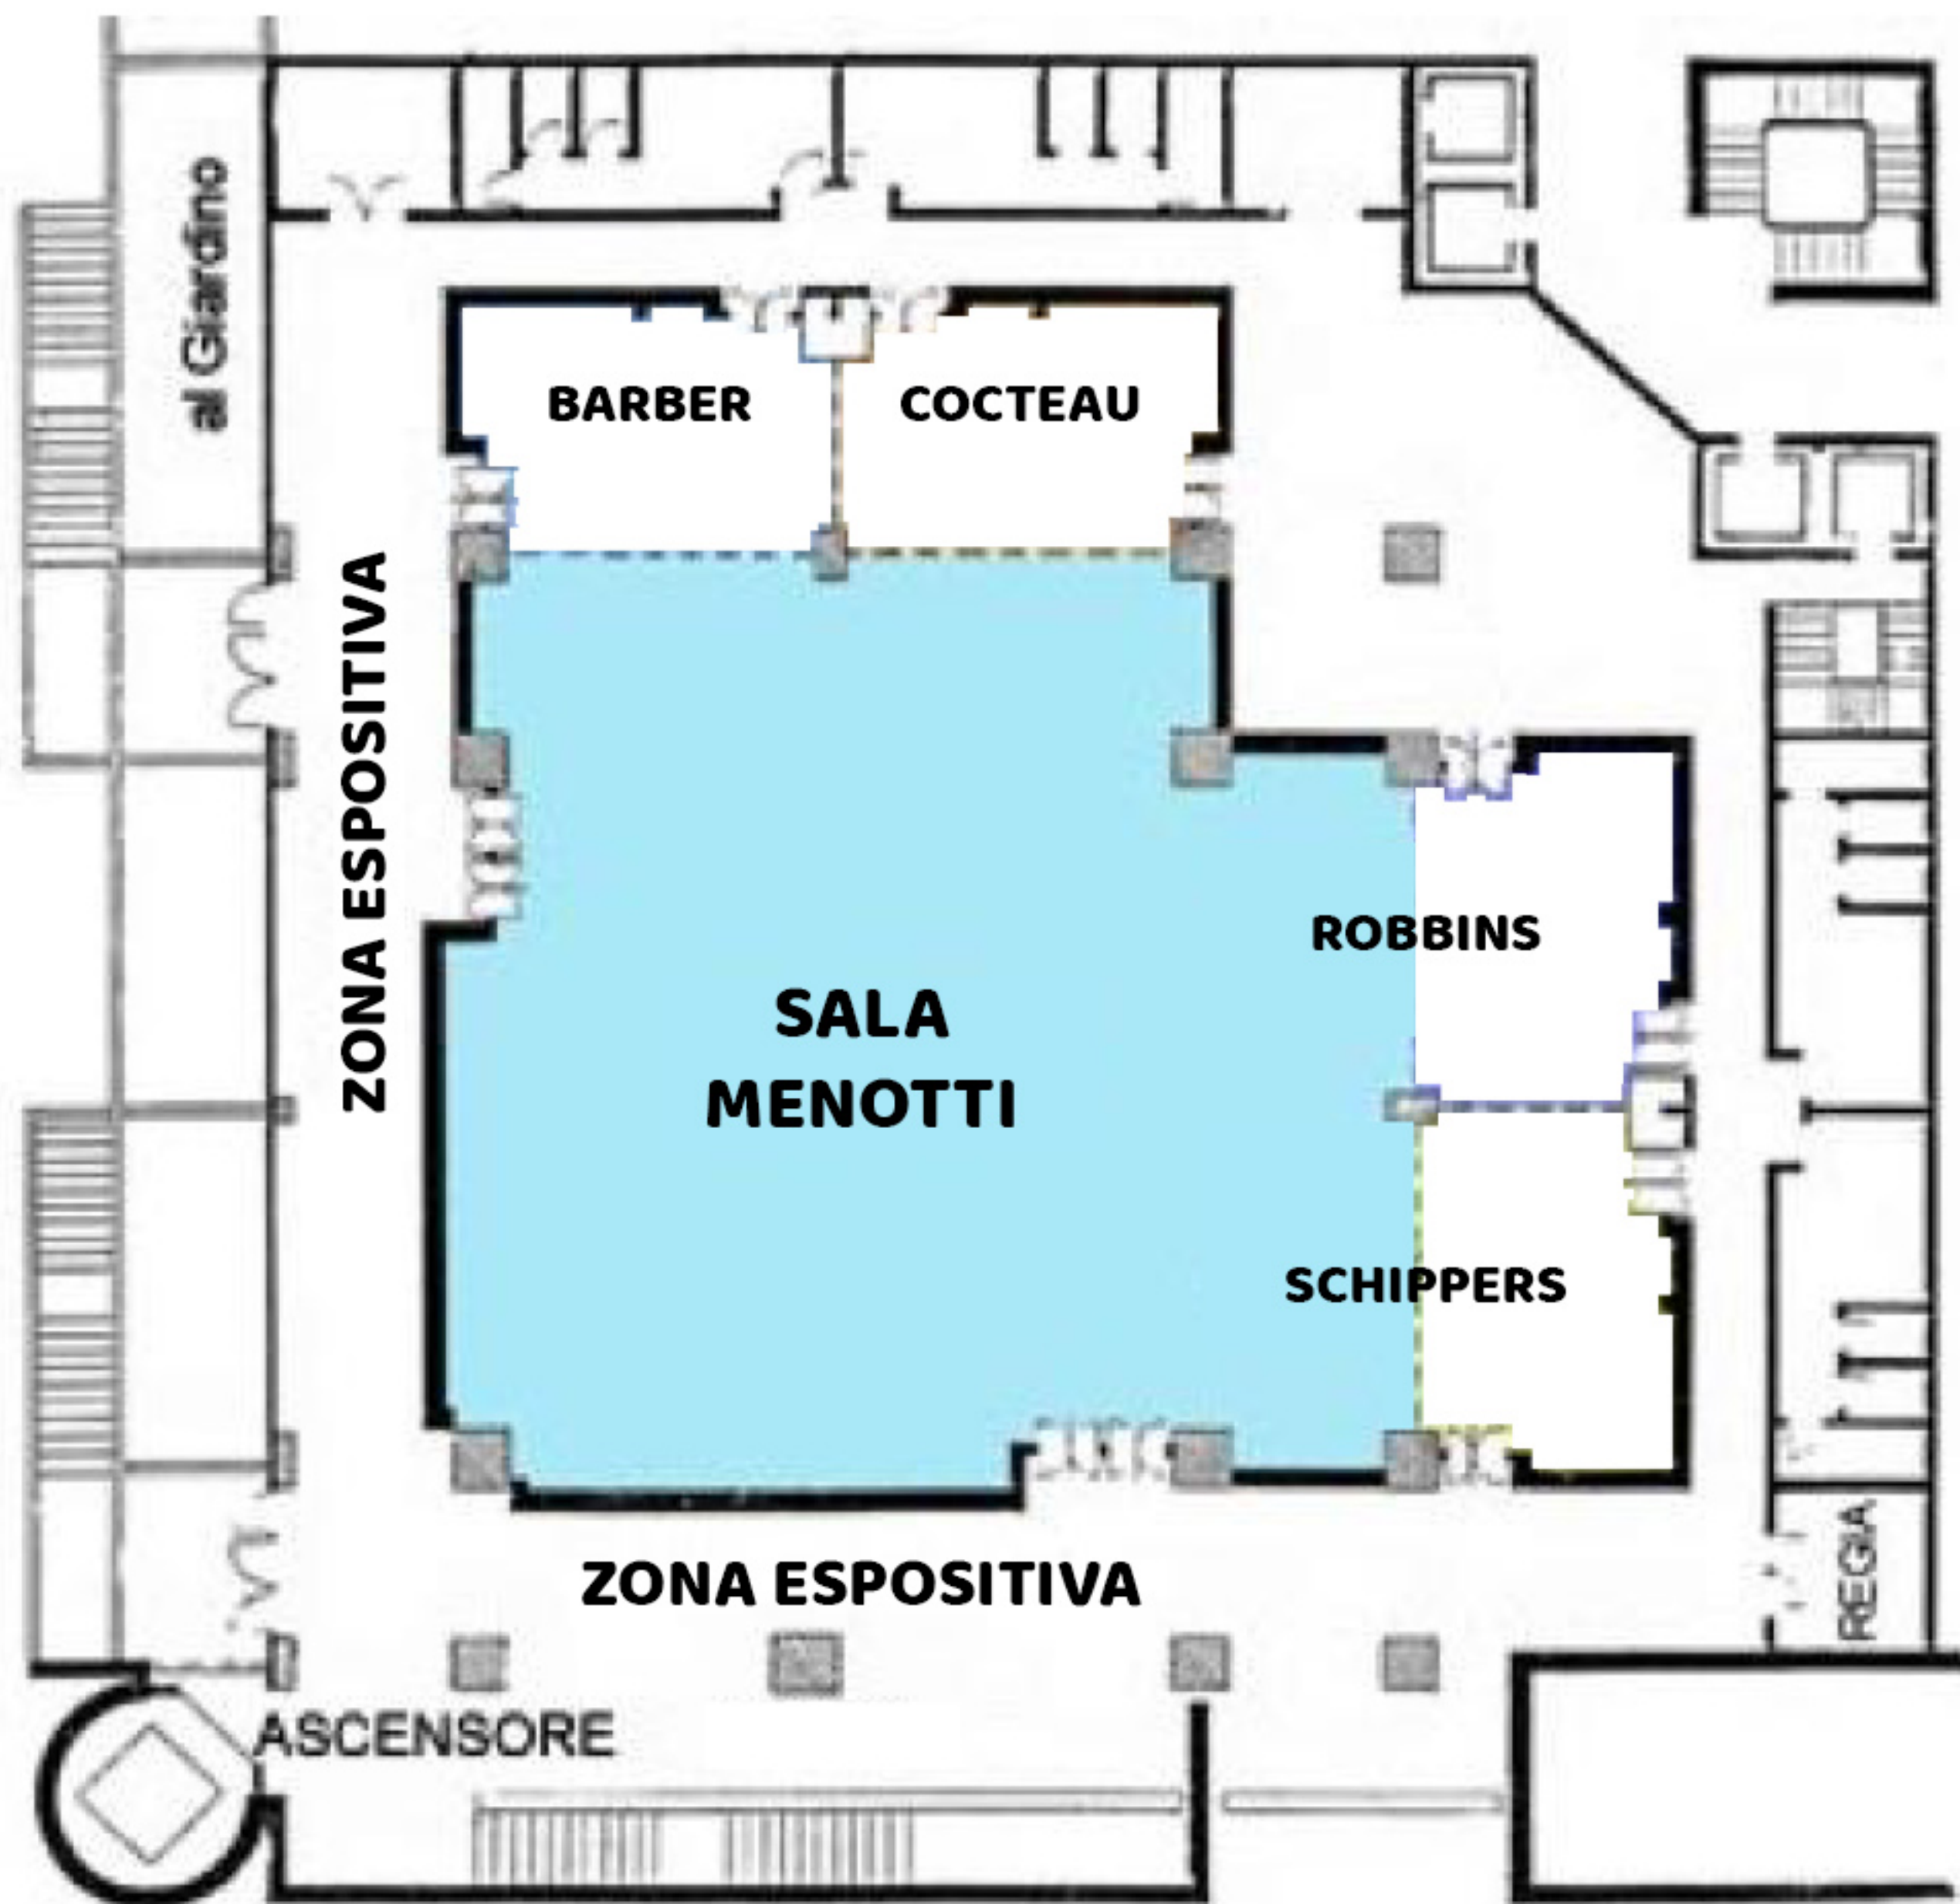 al Giardino
BARBER
COCTEAU
ZONA ESPOSITIVA
ROBBINS
SALA
MENOTTI
SCHIPPERS
ZONA ESPOSITIVA
REGIA
ASCENSORE